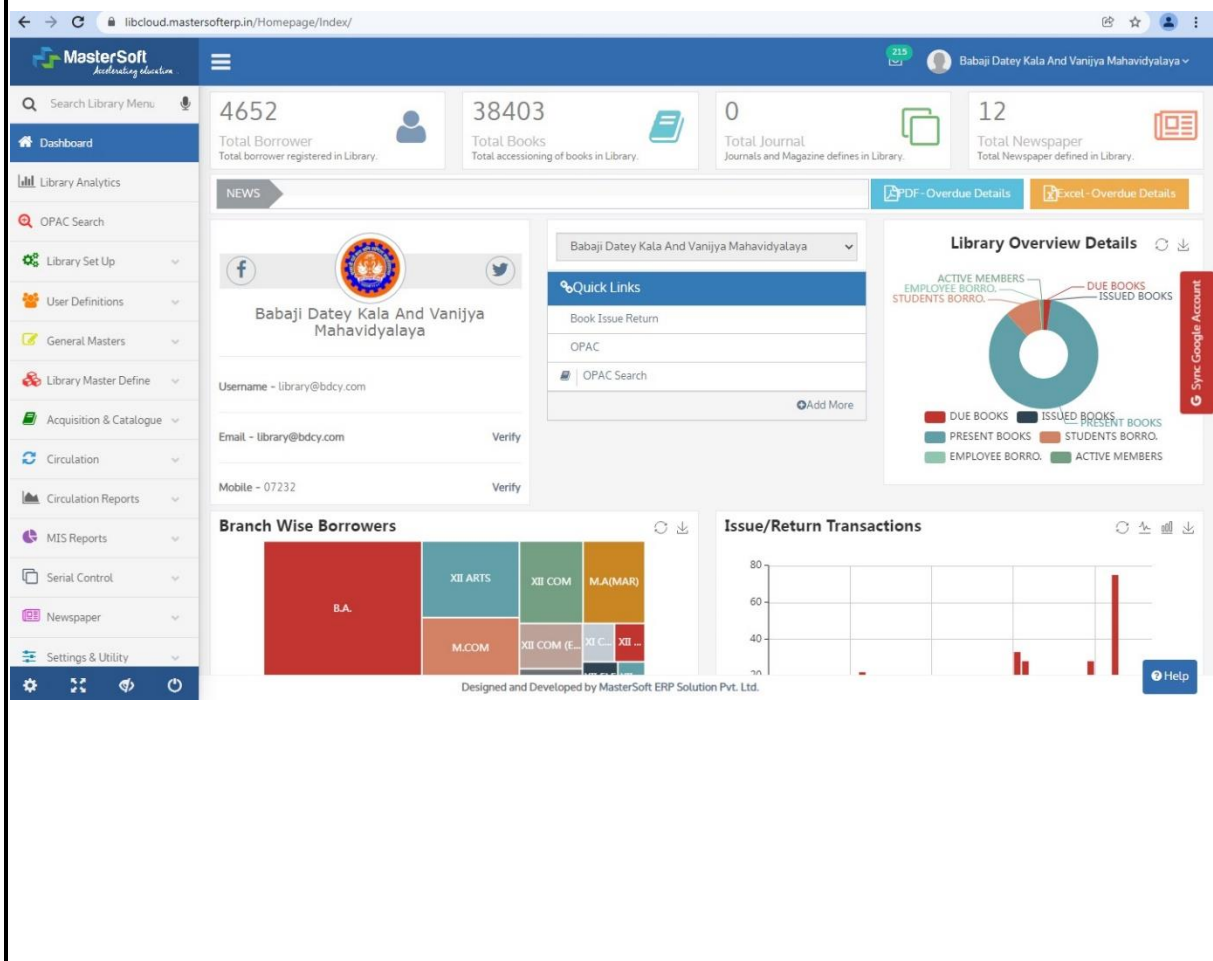 libcloud.mastersofterp.in/Homepage/Index/
MasterSoft
Accelerating education
215
Babaji Datey Kala And Vanijya Mahavidyalaya
Search Library Menu
Dashboard
Library Analytics
OPAC Search
Library Set Up
User Definitions
General Masters
Library Master Define
Acquisition & Catalogue
Circulation
Circulation Reports
MIS Reports
Serial Control
Newspaper
Settings & Utility
4652
Total Borrower
Total borrower registered in Library.
38403
Total Books
Total accessioning of books in Library.
0
Total Journal
Journals and Magazine defines in Library.
12
Total Newspaper
Total Newspaper defined in Library.
NEWS
PDF-Overdue Details
Excel-Overdue Details
Babaji Datey Kala And Vanijya
Mahavidyalaya
Username - library@bdcy.com
Email - library@bdcy.com Verify
Mobile - 07232 Verify
Babaji Datey Kala And Vanijya Mahavidyalaya
Quick Links
Book Issue Return
OPAC
OPAC Search
Add More
Library Overview Details
ACTIVE MEMBERS
EMPLOYEE BORRO.
STUDENTS BORRO.
DUE BOOKS
ISSUED BOOKS
PRESENT BOOKS
DUE BOOKS ISSUED BOOKS
PRESENT BOOKS STUDENTS BORRO.
EMPLOYEE BORRO. ACTIVE MEMBERS
Sync Google Account
Branch Wise Borrowers
B.A.
XII ARTS
XII COM
M.A(MAR)
M.COM
XII COM (E...
XI C...
XII ...
Issue/Return Transactions
80
60
40
20
Help
Designed and Developed by MasterSoft ERP Solution Pvt. Ltd.